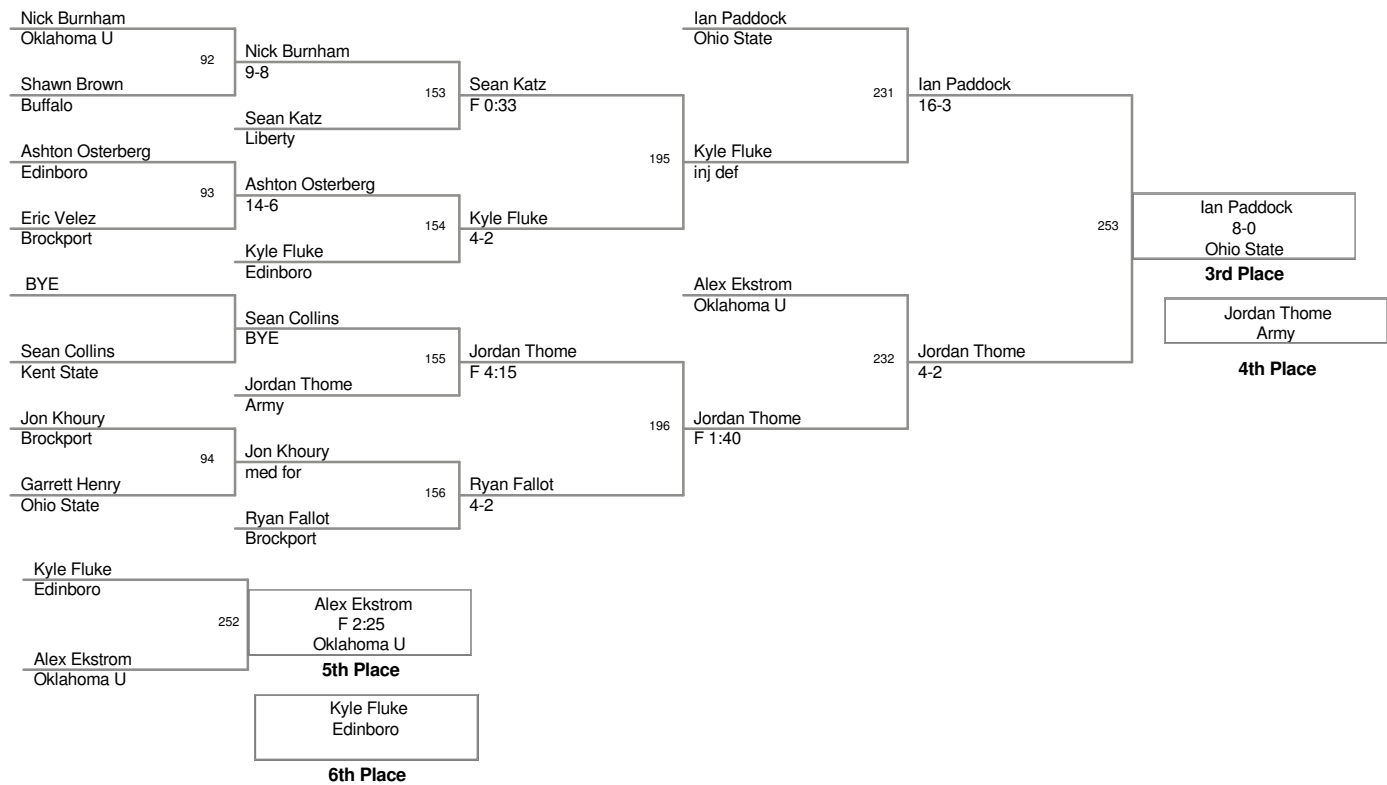 Nick Burnham
Oklahoma U
92
Shawn Brown
Buffalo
Ashton Osterberg
Edinboro
93
Eric Velez
Brockport
BYE
Sean Collins
Kent State
Jon Khoury
Brockport
94
Garrett Henry
Ohio State
Nick Burnham
9-8
153
Sean Katz
Liberty
Ashton Osterberg
14-6
154
Kyle Fluke
Edinboro
Sean Collins
BYE
155
Jordan Thome
Army
Jon Khoury
med for
156
Ryan Fallot
Brockport
Sean Katz
F 0:33
195
Kyle Fluke
4-2
Jordan Thome
F 4:15
196
Ryan Fallot
4-2
Ian Paddock
Ohio State
231
Kyle Fluke
inj def
Alex Ekstrom
Oklahoma U
232
Jordan Thome
F 1:40
Ian Paddock
16-3
253
Jordan Thome
4-2
Ian Paddock
8-0
Ohio State
3rd Place
Jordan Thome
Army
4th Place
Kyle Fluke
Edinboro
252
Alex Ekstrom
Oklahoma U
Alex Ekstrom
F 2:25
Oklahoma U
5th Place
Kyle Fluke
Edinboro
6th Place